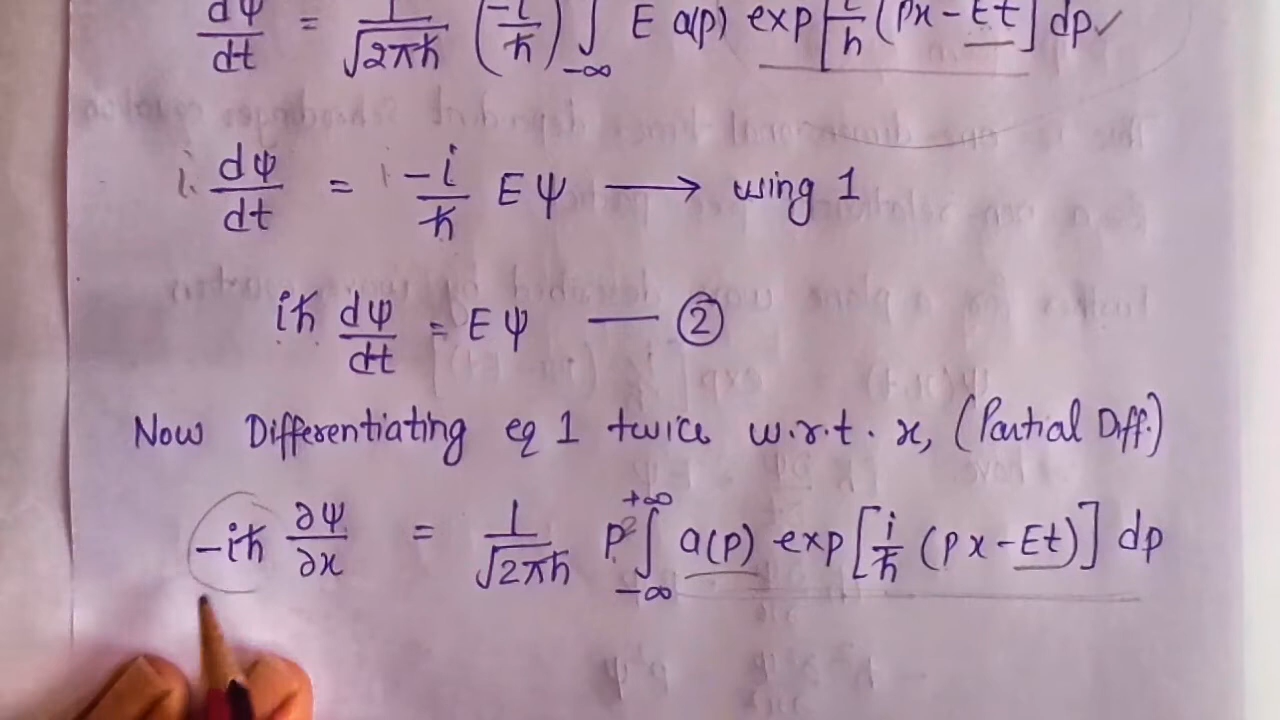 dψ/dt = 1/√2πħ (-i/ħ) ∫_-∞ E a(p) exp[i/ħ (px - Et] dp✓
i dψ/dt = i -i/ħ Eψ ⟶ using 1
iħ dψ/dt = Eψ — ②
Now Differentiating eq 1 twice w.r.t. x, (Partial Diff.)
-iħ ∂ψ/∂x = 1/√2πħ p² ∫_-∞^+∞ a(p) exp[i/ħ (px - Et)] dp